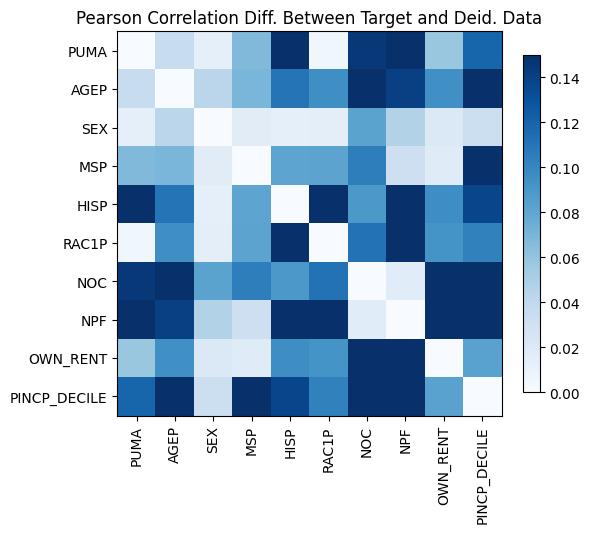 Pearson Correlation Diff. Between Target and Deid. Data
PUMA
AGEP
SEX
MSP
HISP
RAC1P
NOC
NPF
OWN_RENT
PINCP_DECILE
PUMA
AGEP
SEX
MSP
HISP
RAC1P
NOC
NPF
OWN_RENT
PINCP_DECILE
0.14
0.12
0.10
0.08
0.06
0.04
0.02
0.00